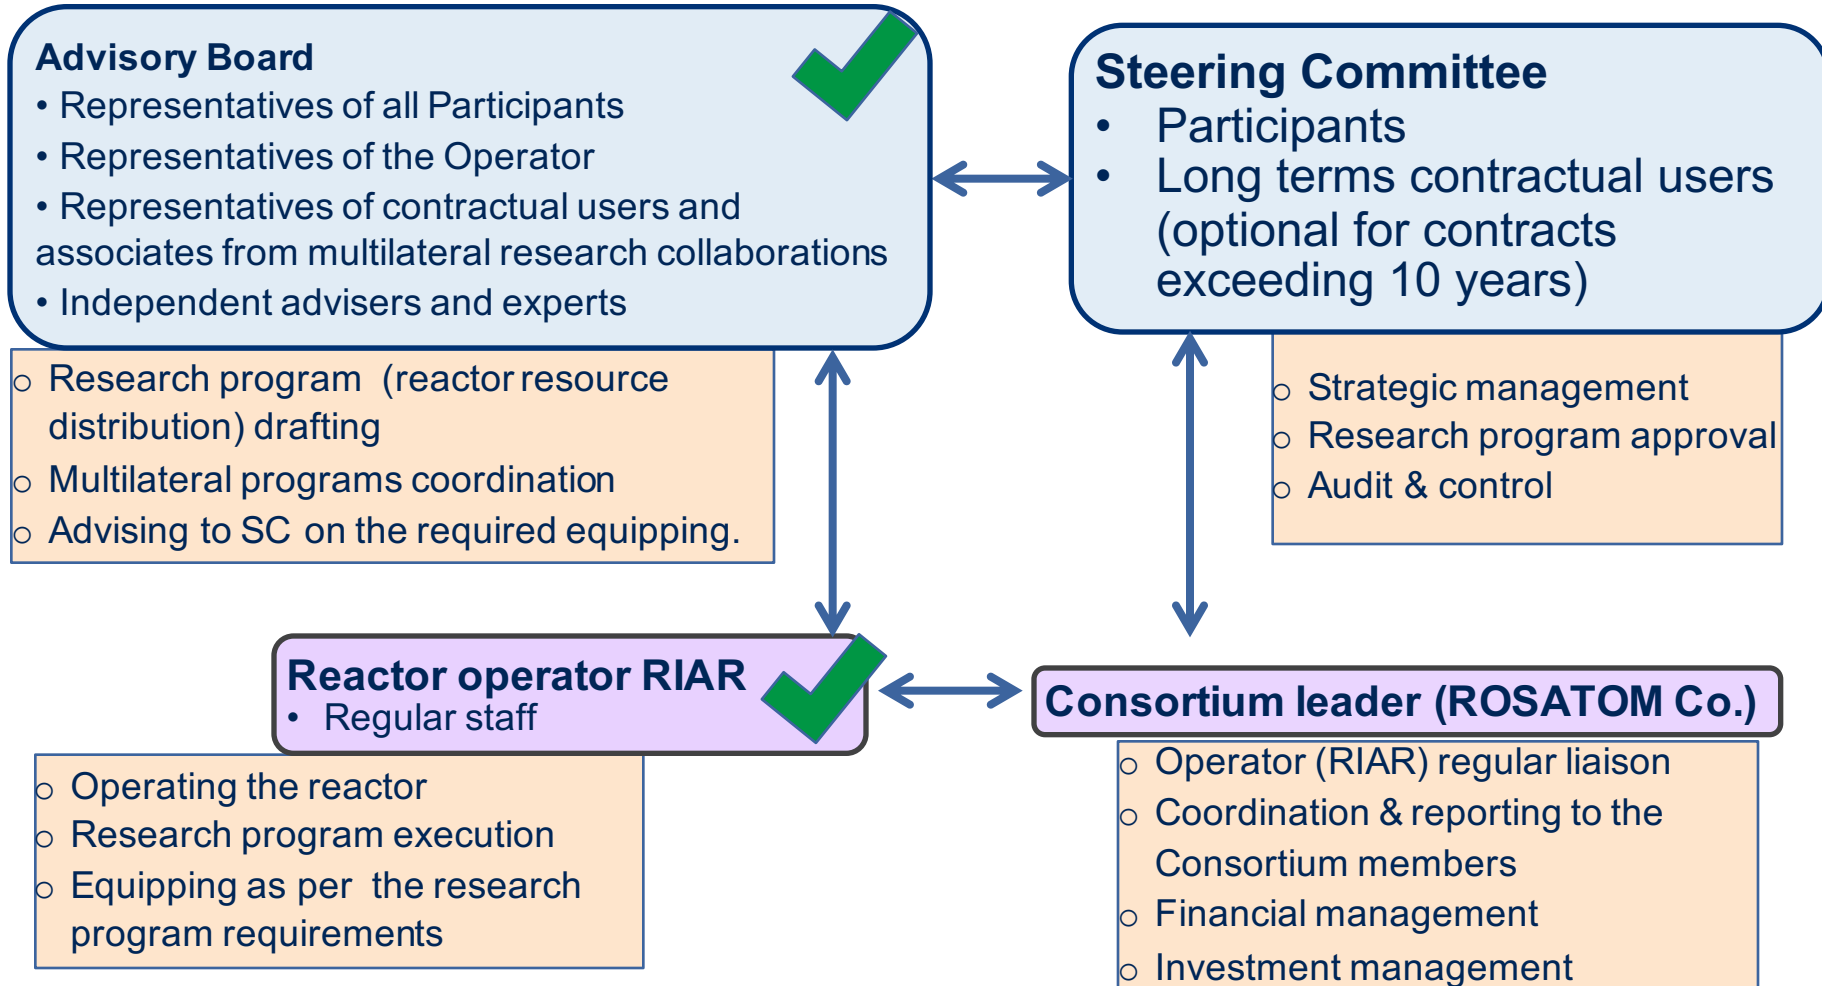 Advisory Board
• Representatives of all Participants
• Representatives of the Operator
• Representatives of contractual users and
associates from multilateral research collaborations
• Independent advisers and experts
o Research program (reactor resource
distribution) drafting
o Multilateral programs coordination
o Advising to SC on the required equipping.
Steering Committee
• Participants
• Long terms contractual users
(optional for contracts
exceeding 10 years)
o Strategic management
o Research program approval
o Audit & control
Reactor operator RIAR
• Regular staff
o Operating the reactor
o Research program execution
o Equipping as per the research
program requirements
Consortium leader (ROSATOM Co.)
o Operator (RIAR) regular liaison
o Coordination & reporting to the
Consortium members
o Financial management
o Investment management